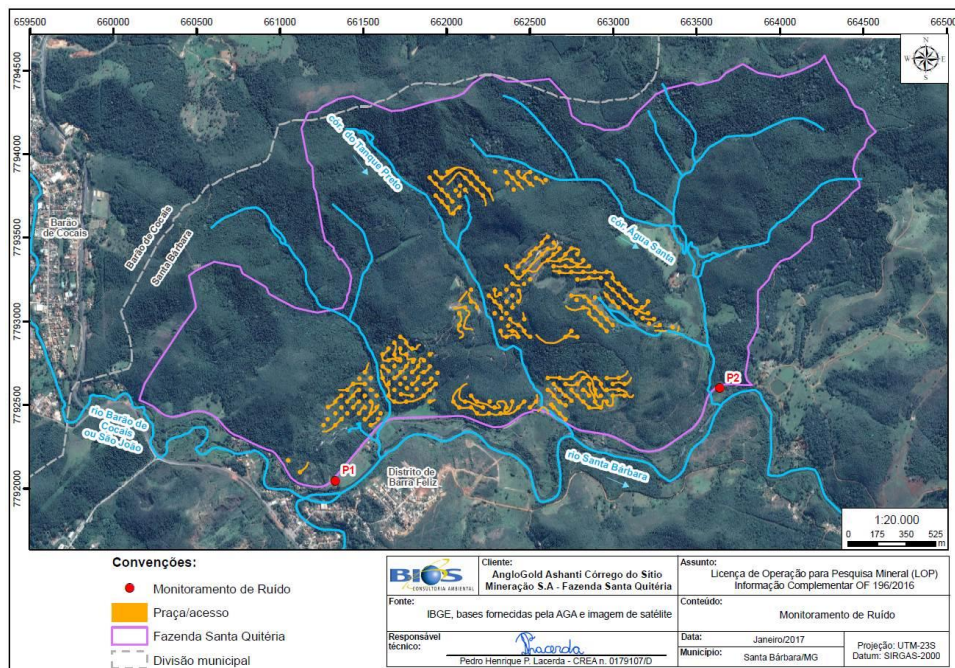 659500 660000 660500 661000 661500 662000 662500 663000 663500 664000 664500 665000
N
W E
S
7794500
7794000
7793500
7793000
7792500
7792000
córr. do Tanque Preto
Barão de Cocais
Santa Bárbara
Barão
de Cocais
córr. Água Santa
P2
rio Barão de
Cocais
ou São João
P1
Distrito de
Barra Feliz
rio Santa Bárbara
1:20.000
0 175 350 525
m
Convenções:
Monitoramento de Ruído
Praça/acesso
Fazenda Santa Quitéria
Divisão municipal
BIOS
CONSULTORIA AMBIENTAL
Cliente:
AngloGold Ashanti Córrego do Sítio
Mineração S.A - Fazenda Santa Quitéria
Assunto:
Licença de Operação para Pesquisa Mineral (LOP)
Informação Complementar OF 196/2016
Fonte:
IBGE, bases fornecidas pela AGA e imagem de satélite
Conteúdo:
Monitoramento de Ruído
Responsável
técnico:
Pedro Henrique P. Lacerda - CREA n. 0179107/D
Data:
Janeiro/2017
Município:
Santa Bárbara/MG
Projeção: UTM-23S
Datum: SIRGAS-2000